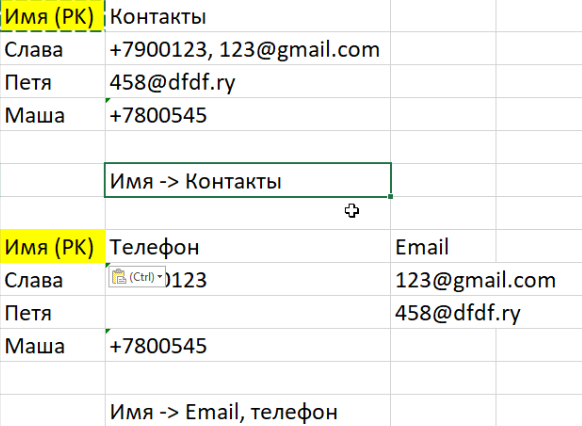 Имя (PK) Контакты
Слава +7900123, 123@gmail.com
Петя 458@dfdf.ry
Маша +7800545
Имя -> Контакты
Имя (PK) Телефон Email
Слава (Ctrl) 0123 123@gmail.com
Петя 458@dfdf.ry
Маша +7800545
Имя -> Email, телефон